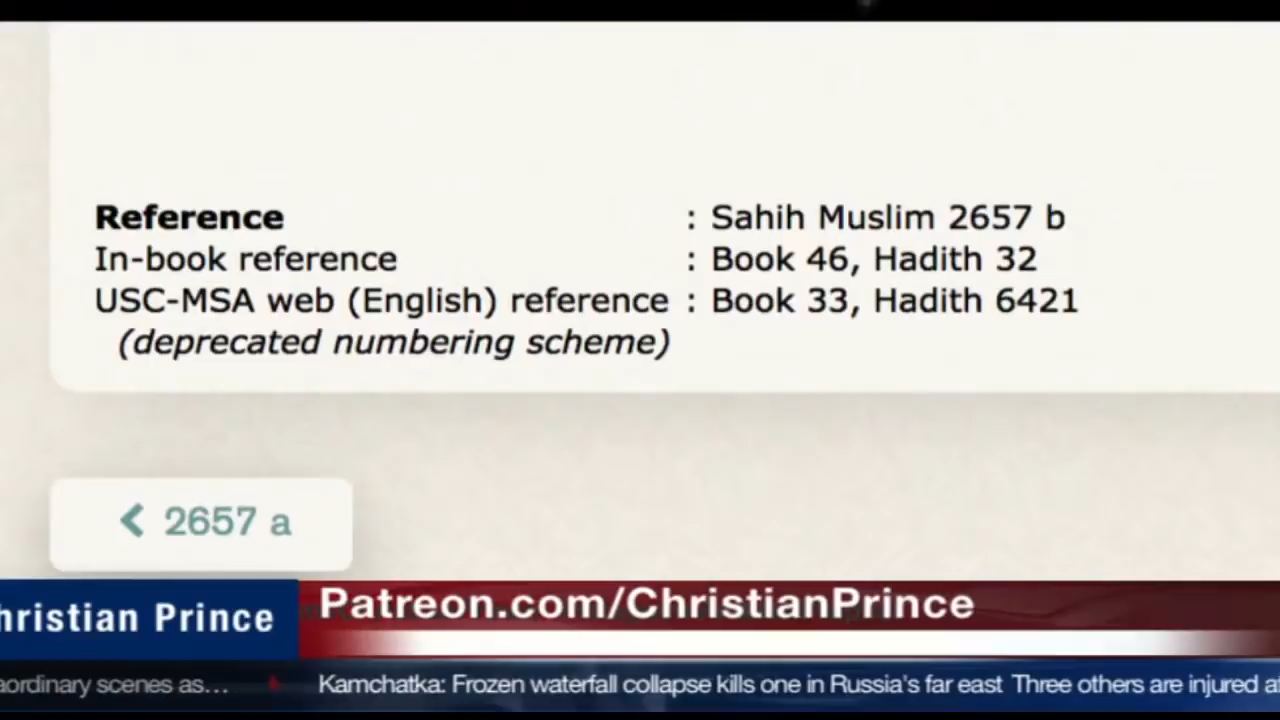 Reference : Sahih Muslim 2657 b
In-book reference : Book 46, Hadith 32
USC-MSA web (English) reference : Book 33, Hadith 6421
(deprecated numbering scheme)
2657 a
hristian Prince
Patreon.com/ChristianPrince
aordinary scenes as... Kamchatka: Frozen waterfall collapse kills one in Russia's far east Three others are injured a